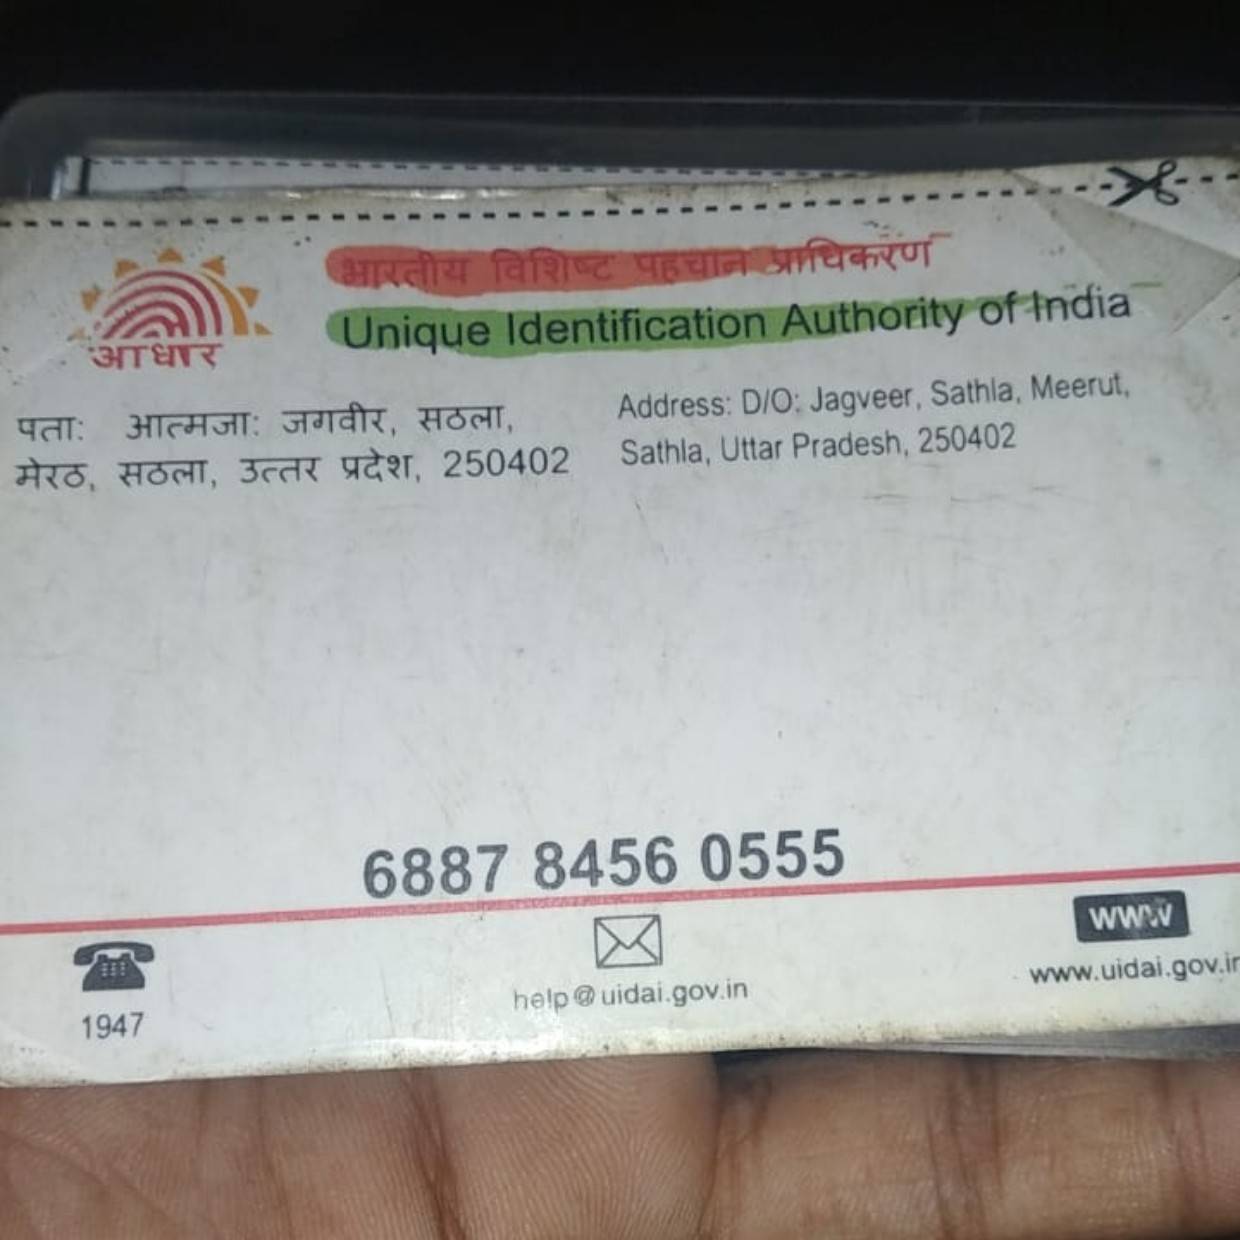 भारतीय विशिष्ट पहचान प्राधिकरण
Unique Identification Authority of India
आधार
पता: आत्मजा: जगवीर, सठला,
मेरठ, सठला, उत्तर प्रदेश, 250402
Address: D/O: Jagveer, Sathla, Meerut,
Sathla, Uttar Pradesh, 250402
6887 8456 0555
1947
help@uidai.gov.in
www
www.uidai.gov.in